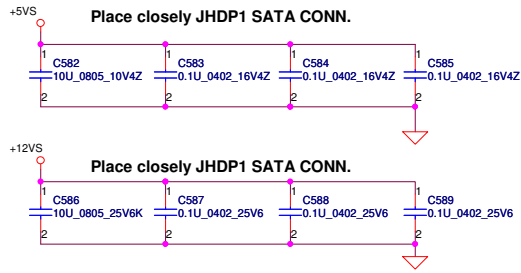 +5VS
Place closely JHDP1 SATA CONN.
1 1 1 1
C582 C583 C584 C585
10U_0805_10V4Z 0.1U_0402_16V4Z 0.1U_0402_16V4Z 0.1U_0402_16V4Z
2 2 2 2
+12VS
Place closely JHDP1 SATA CONN.
1 1 1 1
C586 C587 C588 C589
10U_0805_25V6K 0.1U_0402_25V6 0.1U_0402_25V6 0.1U_0402_25V6
2 2 2 2